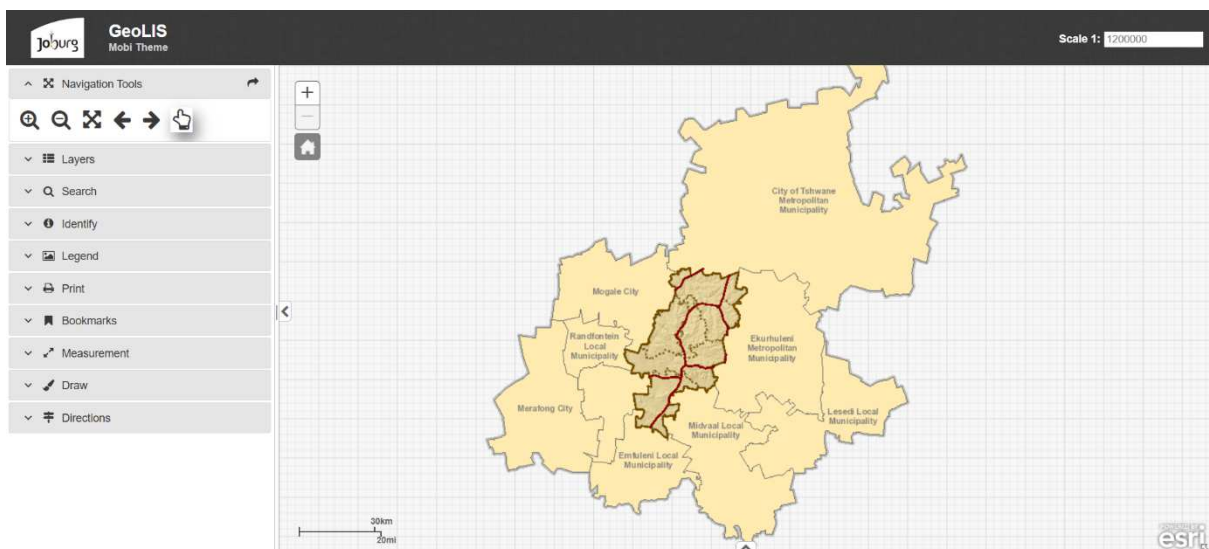 Joburg
GeoLIS
Mobi Theme
Scale 1: 1200000
Navigation Tools
Layers
Search
Identify
Legend
Print
Bookmarks
Measurement
Draw
Directions
City of Tshwane
Metropolitan
Municipality
Mogale City
Randfontein
Local
Municipality
Ekurhuleni
Metropolitan
Municipality
Merafong City
Lesedi Local
Municipality
Midvaal Local
Municipality
Emfuleni Local
Municipality
30km
20mi
esri